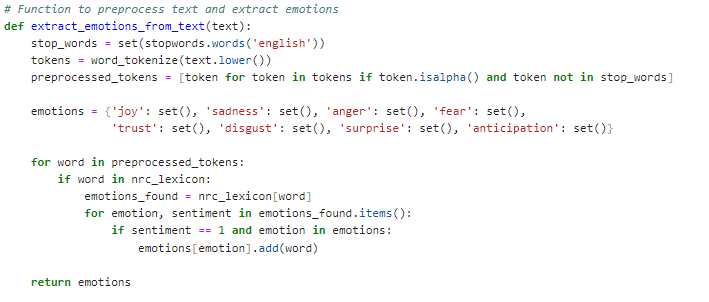 # Function to preprocess text and extract emotions
def extract_emotions_from_text(text):
    stop_words = set(stopwords.words('english'))
    tokens = word_tokenize(text.lower())
    preprocessed_tokens = [token for token in tokens if token.isalpha() and token not in stop_words]

    emotions = {'joy': set(), 'sadness': set(), 'anger': set(), 'fear': set(),
                'trust': set(), 'disgust': set(), 'surprise': set(), 'anticipation': set()}

    for word in preprocessed_tokens:
        if word in nrc_lexicon:
            emotions_found = nrc_lexicon[word]
            for emotion, sentiment in emotions_found.items():
                if sentiment == 1 and emotion in emotions:
                    emotions[emotion].add(word)

    return emotions